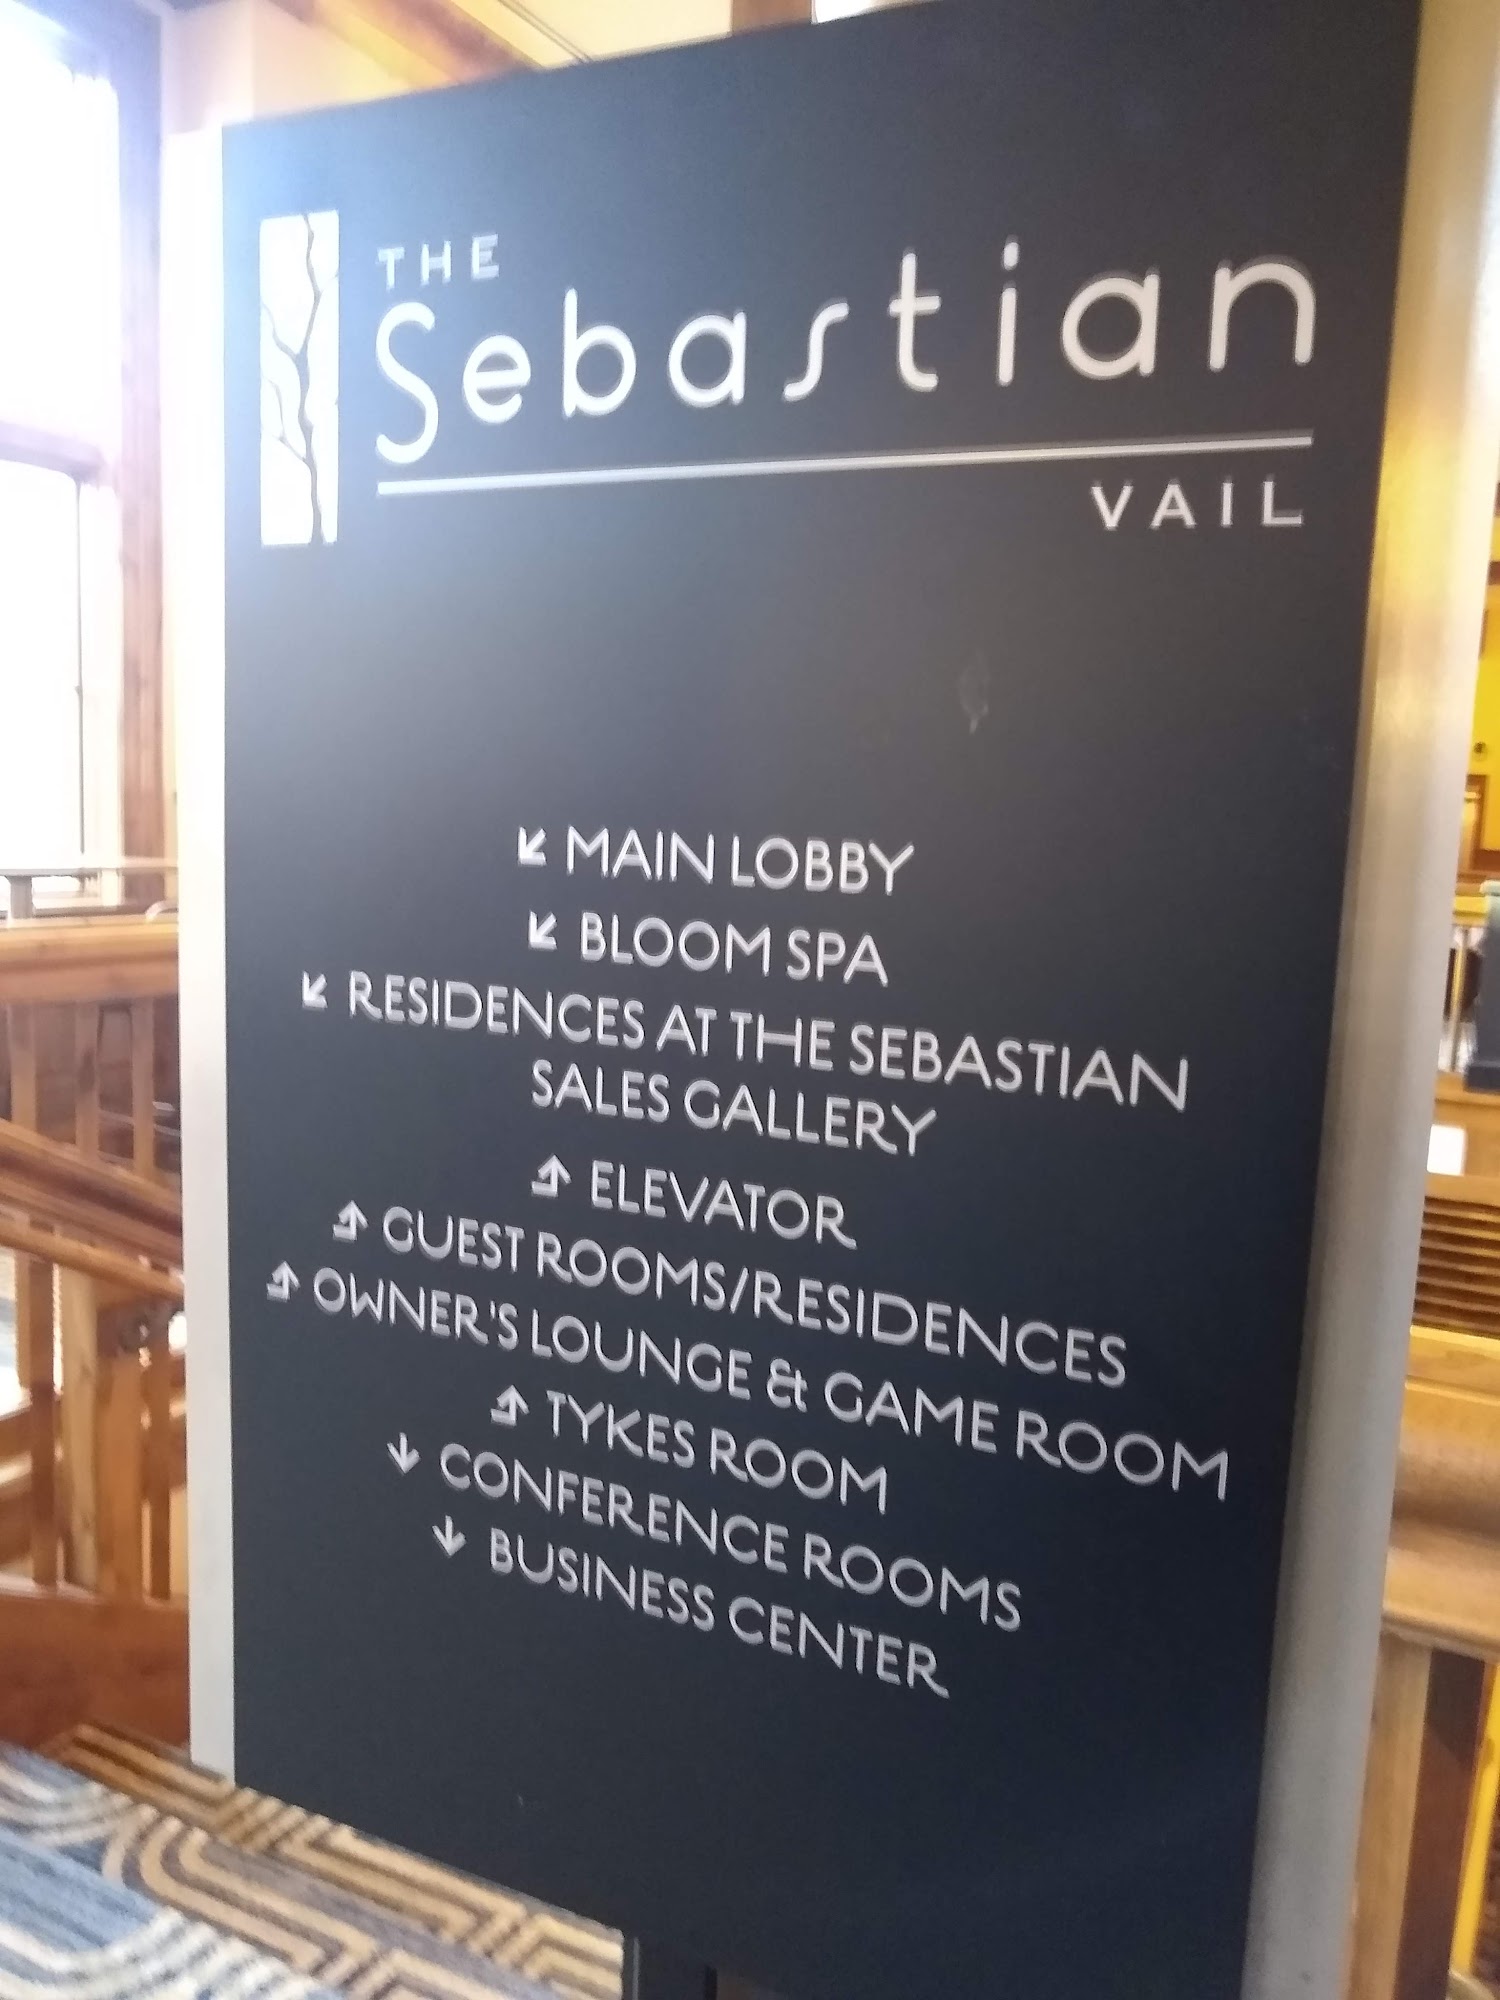 THE
Sebastian
VAIL
↙ MAIN LOBBY
↙ BLOOM SPA
↙ RESIDENCES AT THE SEBASTIAN
SALES GALLERY
⮥ ELEVATOR
⮥ GUEST ROOMS/RESIDENCES
⮥ OWNER'S LOUNGE & GAME ROOM
⮥ TYKES ROOM
↓ CONFERENCE ROOMS
↓ BUSINESS CENTER